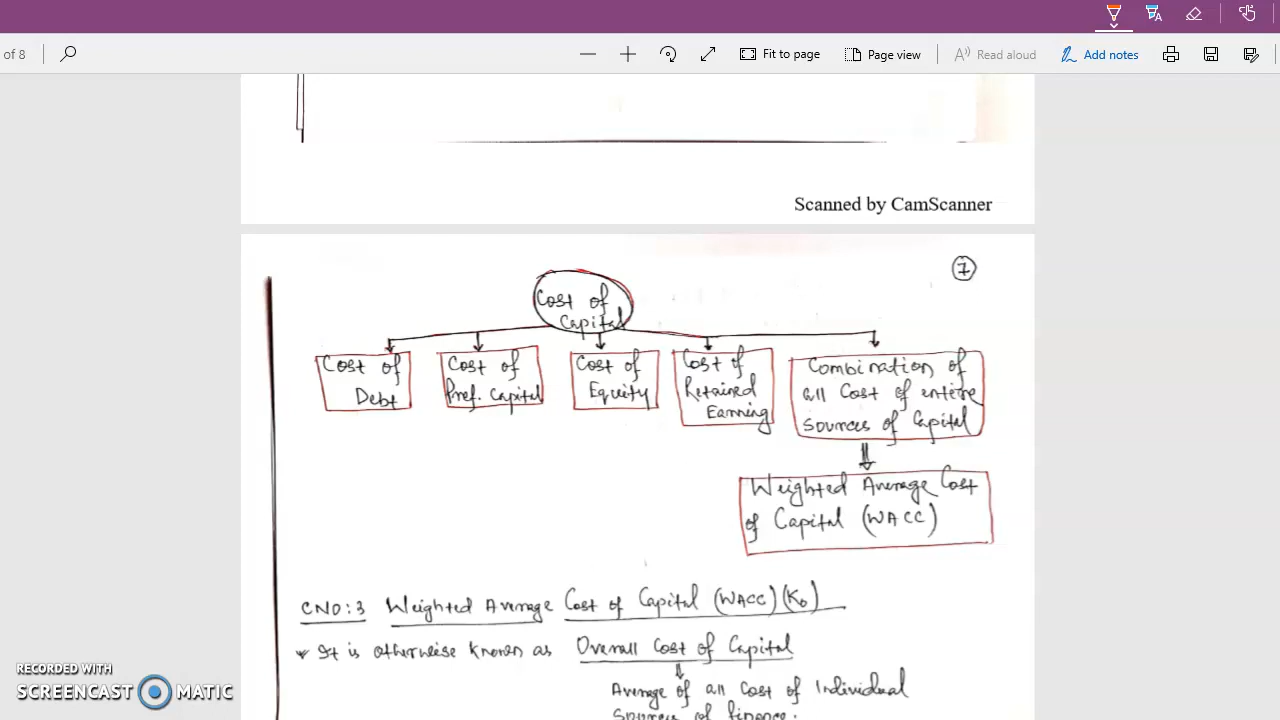 of 8
Fit to page
Page view
Read aloud
Add notes
Scanned by CamScanner
7
Cost of
Capital
Cost of
Debt
Cost of
Pref. Capital
Cost of
Equity
Cost of
Retained
Earning
Combination of
all Cost of entire
sources of Capital
Weighted Average Cost
of Capital (WACC)
CNO:3 Weighted Average Cost of Capital (WACC) (K₀)
It is otherwise known as Overall Cost of Capital
Average of all Cost of Individual
Sources of finance.
RECORDED WITH
SCREENCAST MATIC